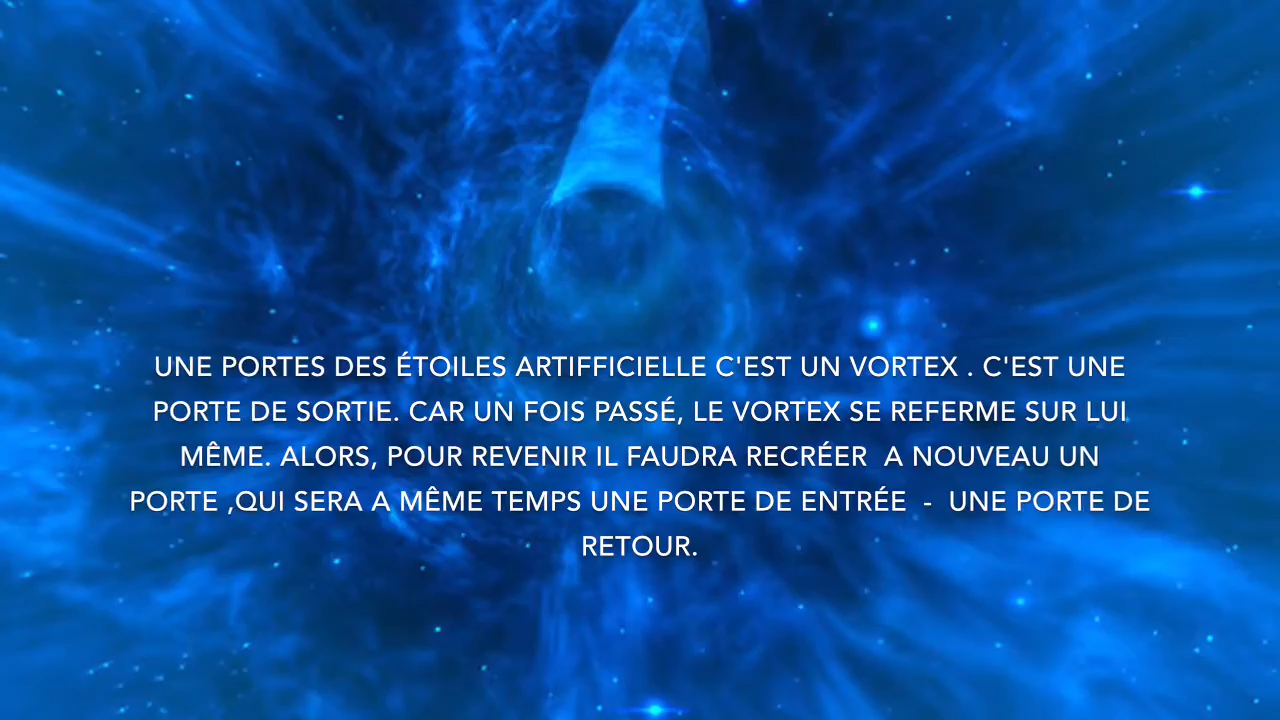 UNE PORTES DES ÉTOILES ARTIFFICIELLE C'EST UN VORTEX . C'EST UNE
PORTE DE SORTIE. CAR UN FOIS PASSÉ, LE VORTEX SE REFERME SUR LUI
MÊME. ALORS, POUR REVENIR IL FAUDRA RECRÉER  A NOUVEAU UN
PORTE ,QUI SERA A MÊME TEMPS UNE PORTE DE ENTRÉE  -  UNE PORTE DE
RETOUR.